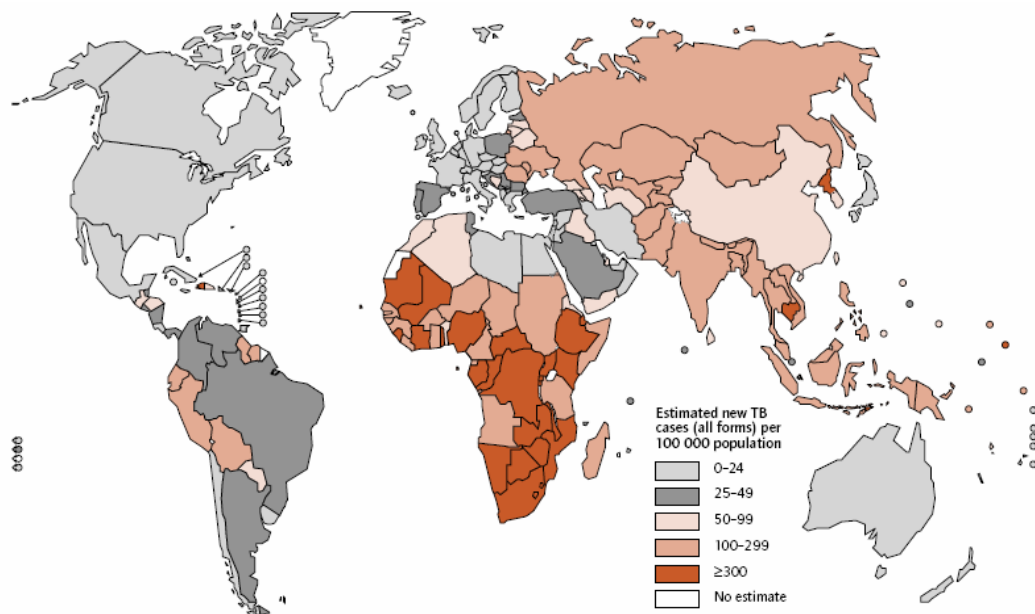 Estimated new TB
cases (all forms) per
100 000 population
0–24
25–49
50–99
100–299
≥300
No estimate